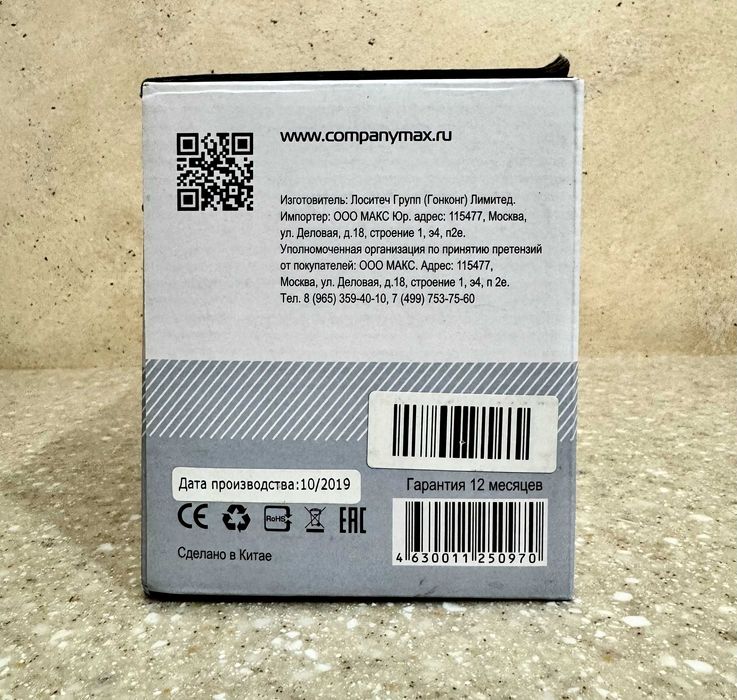 www.companymax.ru
Изготовитель: Лоситеч Групп (Гонконг) Лимитед.
Импортер: ООО МАКС Юр. адрес: 115477, Москва,
ул. Деловая, д.18, строение 1, э4, п2е.
Уполномоченная организация по принятию претензий
от покупателей: ООО МАКС. Адрес: 115477,
Москва, ул. Деловая, д.18, строение 1, э4, п 2е.
Тел. 8 (965) 359-40-10, 7 (499) 753-75-60
Дата производства:10/2019
Гарантия 12 месяцев
CE RoHS EAC
4 630011 250970
Сделано в Китае